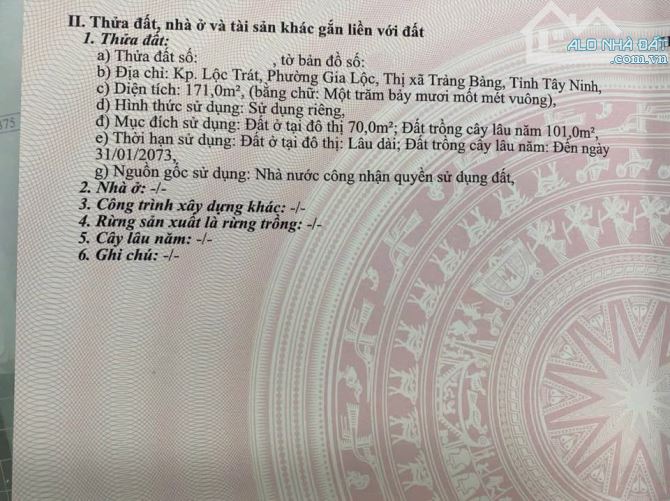 II. Thửa đất, nhà ở và tài sản khác gắn liền với đất
1. Thửa đất:
a) Thửa đất số: , tờ bản đồ số:
b) Địa chỉ: Kp. Lộc Trát, Phường Gia Lộc, Thị xã Trảng Bàng, Tỉnh Tây Ninh,
c) Diện tích: 171,0m², (bằng chữ: Một trăm bảy mươi mốt mét vuông),
d) Hình thức sử dụng: Sử dụng riêng,
đ) Mục đích sử dụng: Đất ở tại đô thị 70,0m²; Đất trồng cây lâu năm 101,0m²,
e) Thời hạn sử dụng: Đất ở tại đô thị: Lâu dài; Đất trồng cây lâu năm: Đến ngày
31/01/2073,
g) Nguồn gốc sử dụng: Nhà nước công nhận quyền sử dụng đất,
2. Nhà ở: -/-
3. Công trình xây dựng khác: -/-
4. Rừng sản xuất là rừng trồng: -/-
5. Cây lâu năm: -/-
6. Ghi chú: -/-
ALO NHÀ ĐẤT
.com.vn